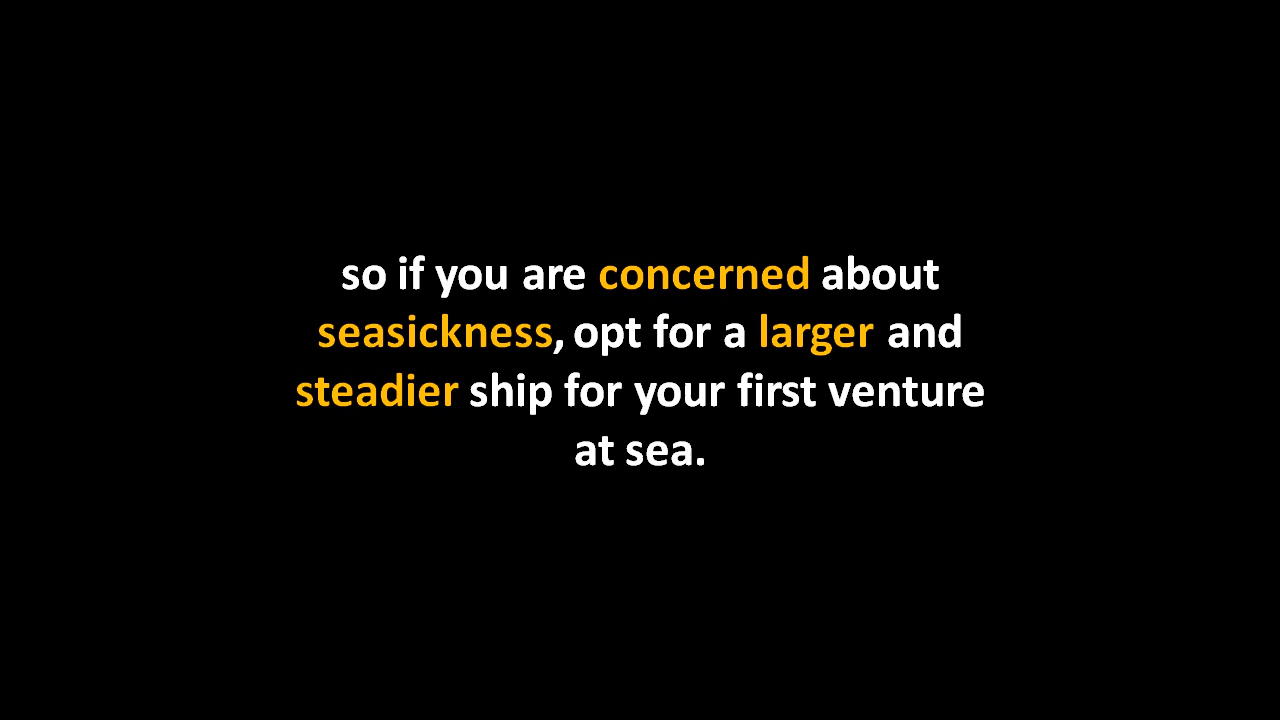 so if you are concerned about
seasickness, opt for a larger and
steadier ship for your first venture
at sea.